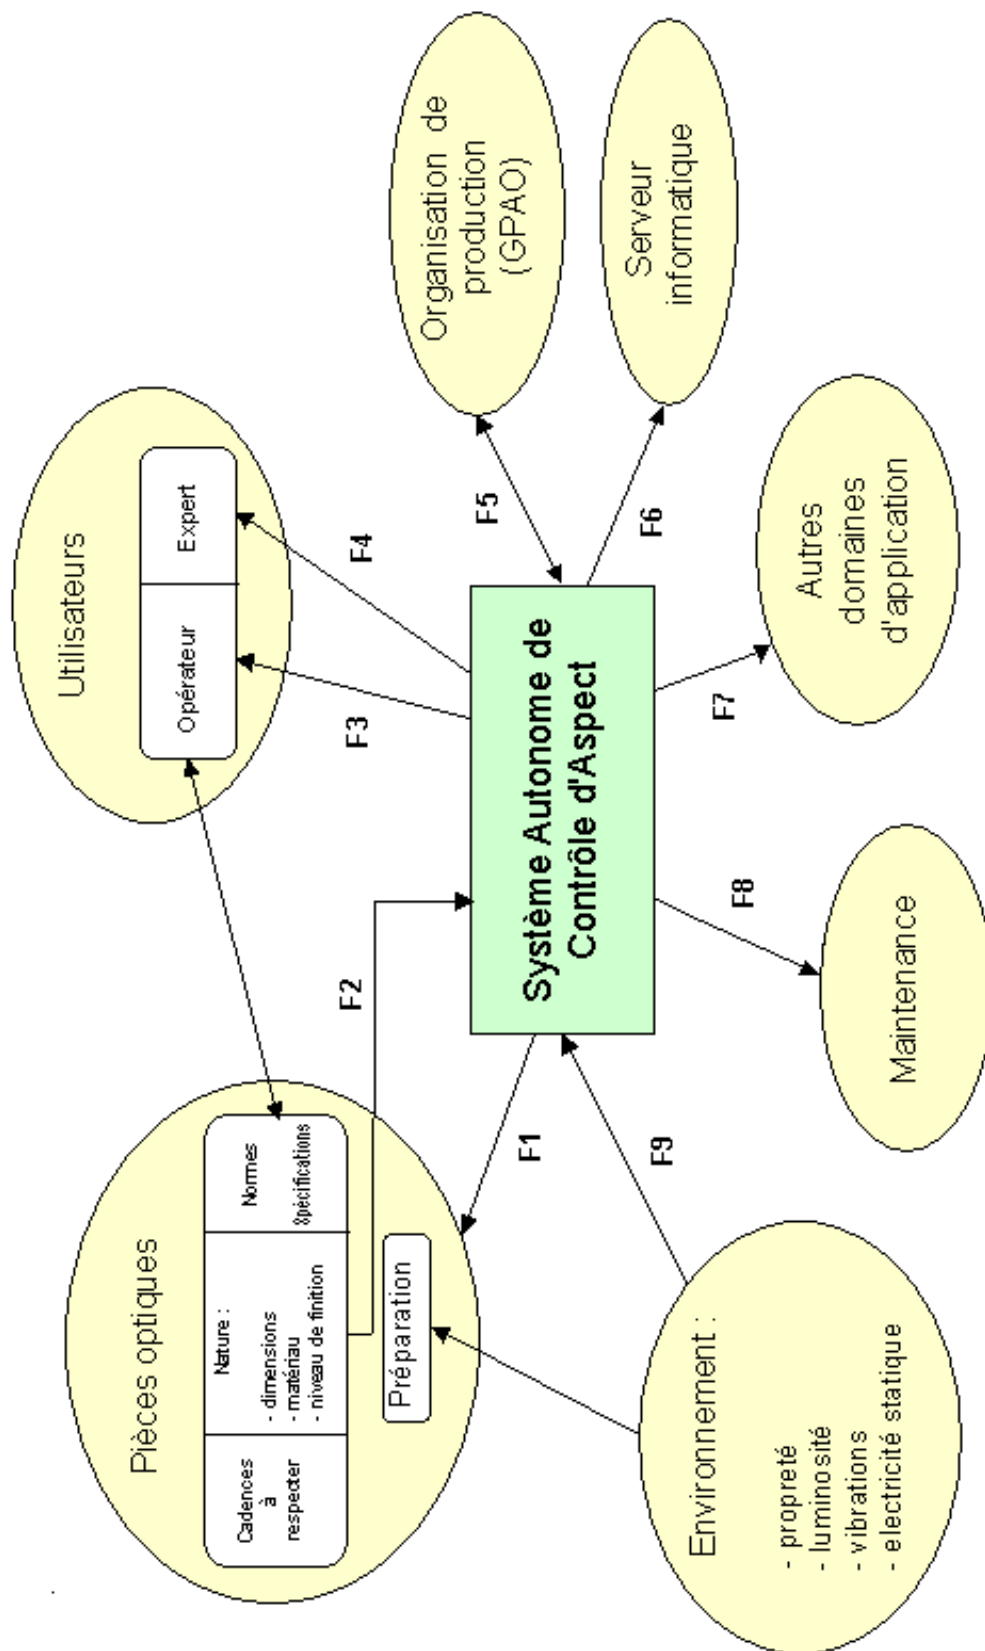 Pièces optiques
Cadences
à
respecter
Nature :
- dimensions
- matériau
- niveau de finition
Normes
Spécifications
Préparation
Utilisateurs
Opérateur
Expert
F1
F2
F3
F4
F5
F6
F7
F8
F9
Système Autonome de
Contrôle d'Aspect
Organisation de
production
(GPAO)
Serveur
informatique
Autres
domaines
d'application
Maintenance
Environnement :
- propreté
- luminosité
- vibrations
- electricité statique